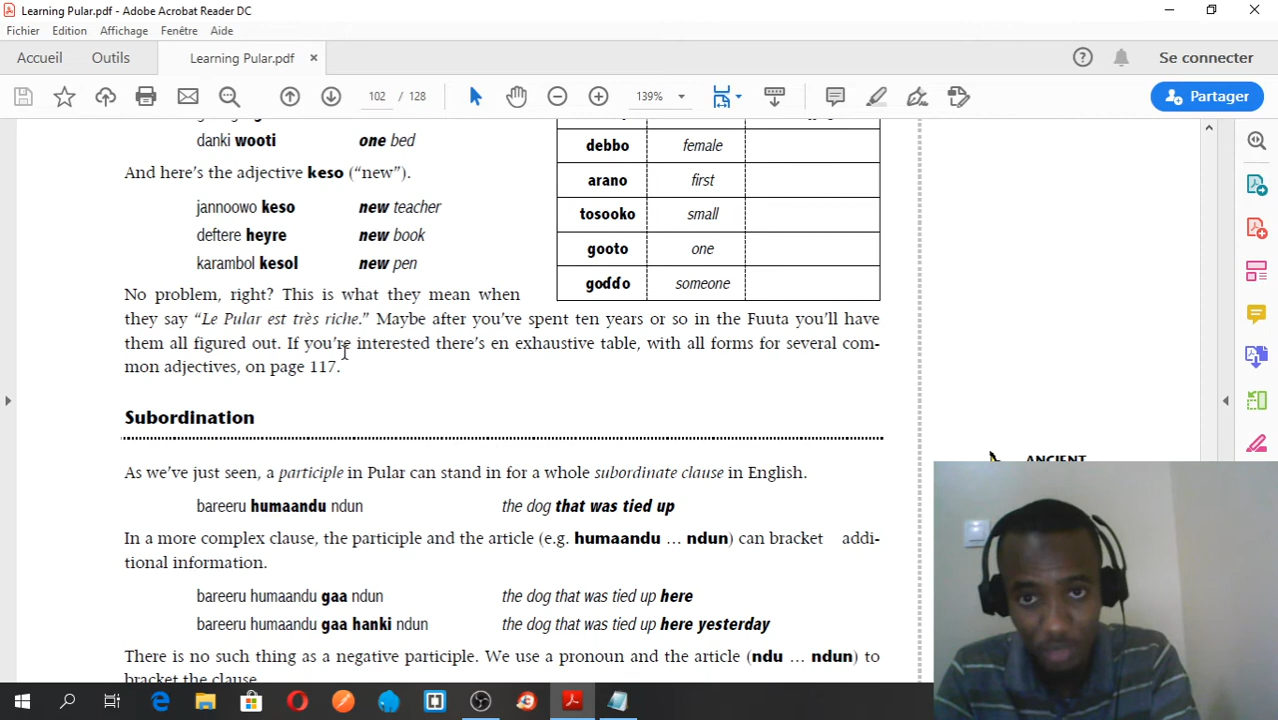 Learning Pular.pdf - Adobe Acrobat Reader DC
Fichier Edition Affichage Fenêtre Aide
Accueil Outils Learning Pular.pdf × Se connecter
102 / 128 139% Partager
danki wooti one bed
And here's the adjective keso (“new”).
jannoowo keso new teacher
deftere heyre new book
karambol kesol new pen
debbo female
arano first
tosooko small
gooto one
goɗɗo someone
No problem, right? This is what they mean when
they say “Le Pular est très riche.” Maybe after you've spent ten years or so in the Fuuta you'll have
them all figured out. If you're interested there's en exhaustive table, with all forms for several com-
mon adjectives, on page 117.
Subordination
As we've just seen, a participle in Pular can stand in for a whole subordinate clause in English.
bareeru humaandu ndun the dog that was tied up
In a more complex clause, the participle and the article (e.g. humaandu ... ndun) can bracket addi-
tional information.
bareeru humaandu gaa ndun the dog that was tied up here
bareeru humaandu gaa hanki ndun the dog that was tied up here yesterday
There is no such thing as a negative participle. We use a pronoun and the article (ndu ... ndun) to
bracket the clause.
ANCIENT